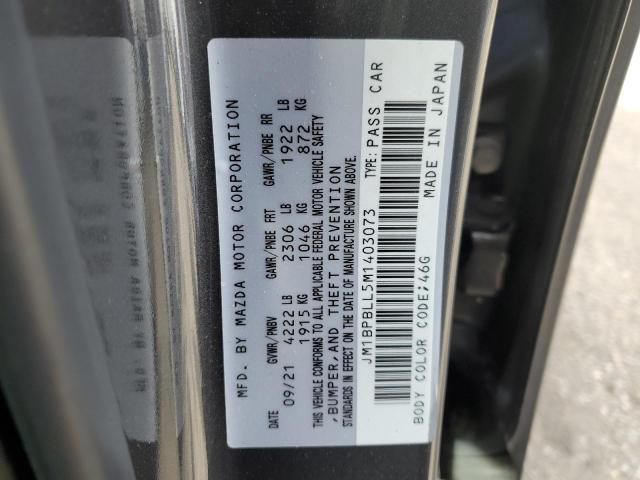 MFD. BY MAZDA MOTOR CORPORATION
DATE GVWR/PNBV GAWR/PNBE FRT GAWR/PNBE RR
09/21 4222 LB 2306 LB 1922 LB
1915 KG 1046 KG 872 KG
THIS VEHICLE CONFORMS TO ALL APPLICABLE FEDERAL MOTOR VEHICLE SAFETY
,BUMPER,AND THEFT PREVENTION
STANDARDS IN EFFECT ON THE DATE OF MANUFACTURE SHOWN ABOVE.
JM1BPBLL5M1403073 TYPE: PASS CAR
BODY COLOR CODE;46G MADE IN JAPAN